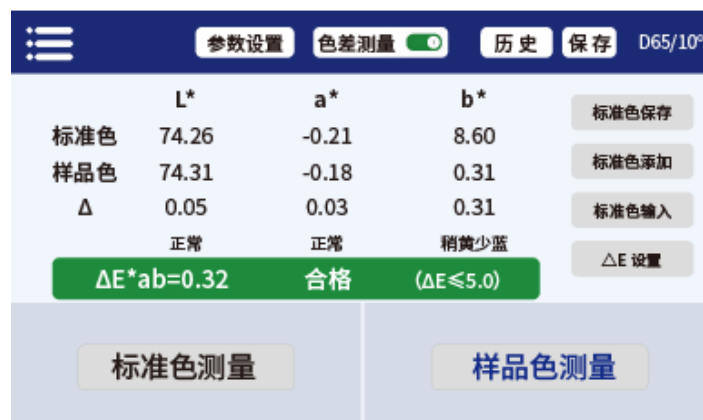 参数设置 色差测量 历史 保存 D65/10°
L* a* b*
标准色保存
标准色 74.26 -0.21 8.60
样品色 74.31 -0.18 0.31
标准色添加
Δ 0.05 0.03 0.31
标准色输入
正常 正常 稍黄少蓝
△E 设置
ΔE*ab=0.32 合格 (ΔE≤5.0)
标准色测量 样品色测量